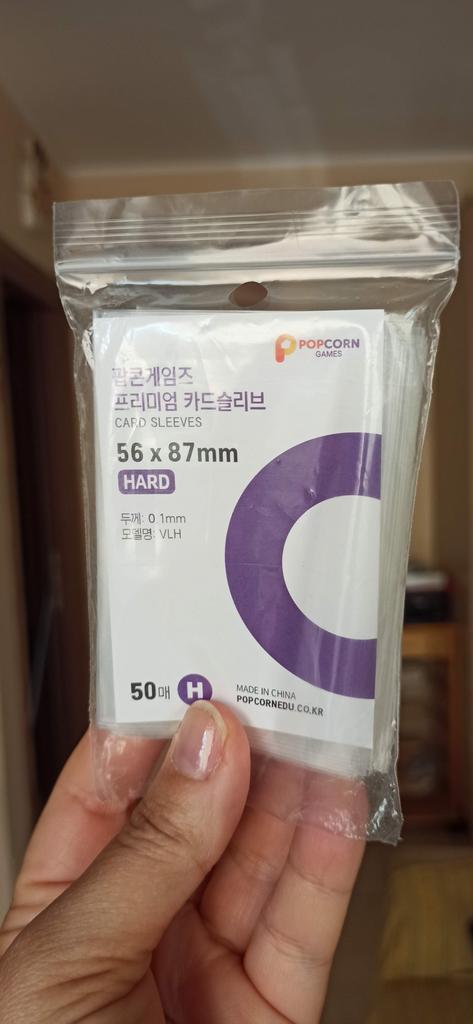 POPCORN
GAMES
팝콘게임즈
프리미엄 카드슬리브
CARD SLEEVES
56 x 87mm
HARD
두께: 0.1mm
모델명: VLH
50매 H
MADE IN CHINA
POPCORNEDU.CO.KR